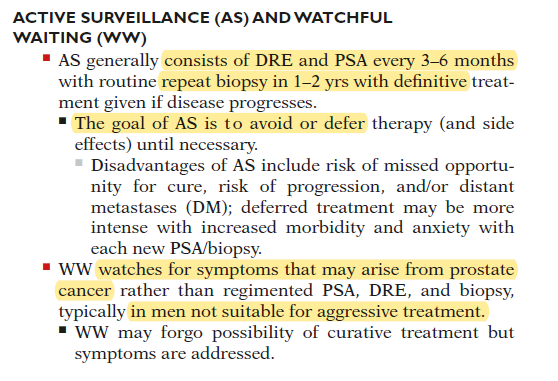 ACTIVE SURVEILLANCE (AS) AND WATCHFUL
WAITING (WW)
AS generally consists of DRE and PSA every 3–6 months
with routine repeat biopsy in 1–2 yrs with definitive treat-
ment given if disease progresses.
The goal of AS is to avoid or defer therapy (and side
effects) until necessary.
Disadvantages of AS include risk of missed opportu-
nity for cure, risk of progression, and/or distant
metastases (DM); deferred treatment may be more
intense with increased morbidity and anxiety with
each new PSA/biopsy.
WW watches for symptoms that may arise from prostate
cancer rather than regimented PSA, DRE, and biopsy,
typically in men not suitable for aggressive treatment.
WW may forgo possibility of curative treatment but
symptoms are addressed.